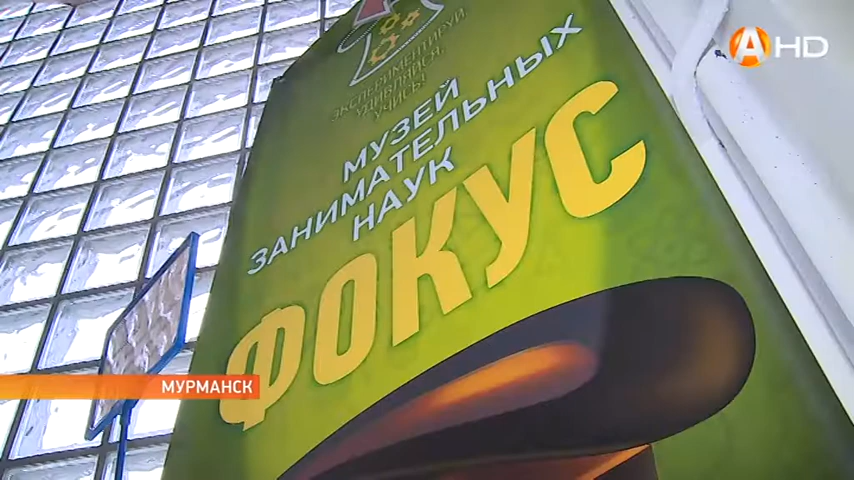 ЭКСПЕРИМЕНТИРУЙ,
УДИВЛЯЙСЯ,
УЧИСЬ!
МУЗЕЙ
ЗАНИМАТЕЛЬНЫХ
НАУК
ФОКУС
МУРМАНСК
А HD